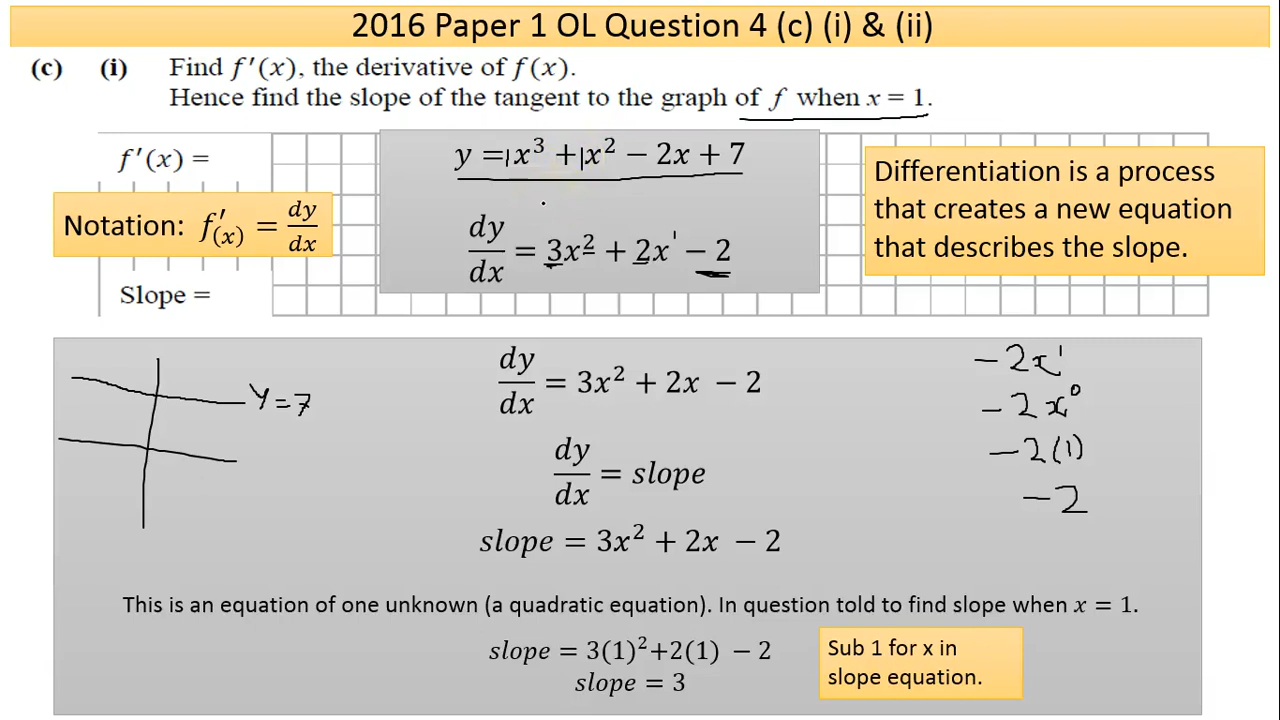 2016 Paper 1 OL Question 4 (c) (i) & (ii)
(c) (i) Find f′(x), the derivative of f(x).
Hence find the slope of the tangent to the graph of f when x = 1.
f′(x) =
Notation: f′(x) = dy/dx
Slope =
y = 1x³ + 1x² − 2x + 7
dy/dx = 3x² + 2x¹ − 2
Differentiation is a process
that creates a new equation
that describes the slope.
y = 7
dy/dx = 3x² + 2x − 2
dy/dx = slope
slope = 3x² + 2x − 2
−2x¹
−2x⁰
−2(1)
−2
This is an equation of one unknown (a quadratic equation). In question told to find slope when x = 1.
slope = 3(1)²+2(1) − 2
slope = 3
Sub 1 for x in
slope equation.